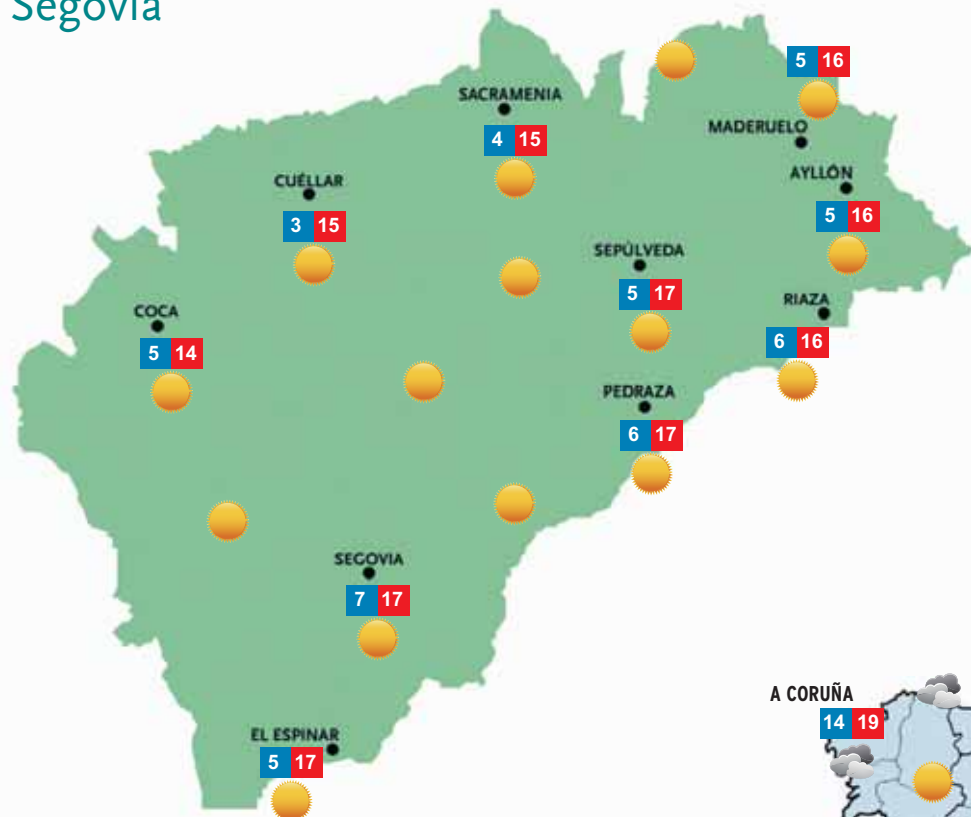 Segovia
5 16
SACRAMENIA
MADERUELO
4 15
AYLLÓN
CUÉLLAR
5 16
3 15
SEPÚLVEDA
5 17
RIAZA
COCA
6 16
5 14
PEDRAZA
6 17
SEGOVIA
7 17
A CORUÑA
14 19
EL ESPINAR
5 17